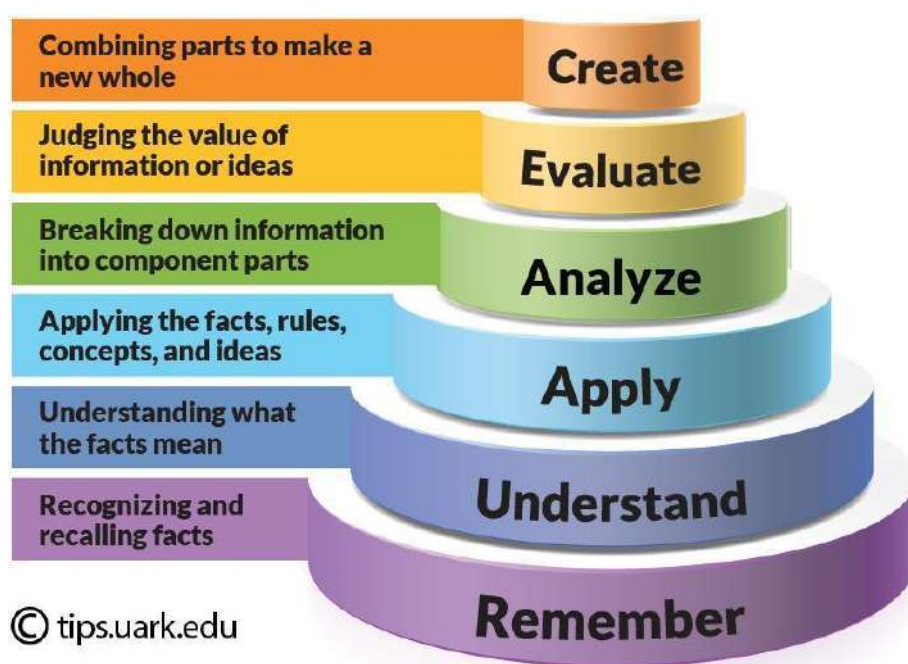 Combining parts to make a
new whole
Create
Judging the value of
information or ideas
Evaluate
Breaking down information
into component parts
Analyze
Applying the facts, rules,
concepts, and ideas
Apply
Understanding what
the facts mean
Understand
Recognizing and
recalling facts
Remember
© tips.uark.edu